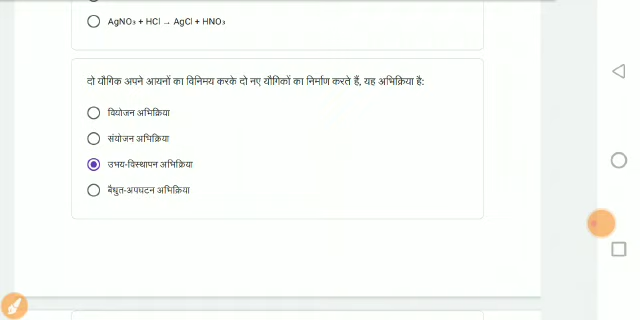 AgNO₃ + HCl → AgCl + HNO₃
दो यौगिक अपने आयनों का विनिमय करके दो नए यौगिकों का निर्माण करते हैं, यह अभिक्रिया है:
वियोजन अभिक्रिया
संयोजन अभिक्रिया
उभय-विस्थापन अभिक्रिया
बैधुत-अपघटन अभिक्रिया